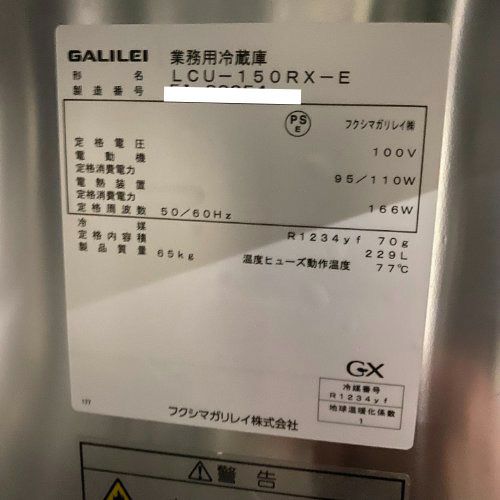 GALILEI 業務用冷蔵庫
形名 LCU-150RX-E
製造番号
PS E フクシマガリレイ㈱
定格電圧 100V
電動機
定格消費電力 95/110W
電熱装置
定格消費電力 166W
定格周波数 50/60Hz
冷媒 R1234yf 70g
定格内容積 229L
製品質量 65kg 温度ヒューズ動作温度 77℃
GX
冷媒番号
R1234yf
地球温暖化係数
1
177
フクシマガリレイ株式会社
警告